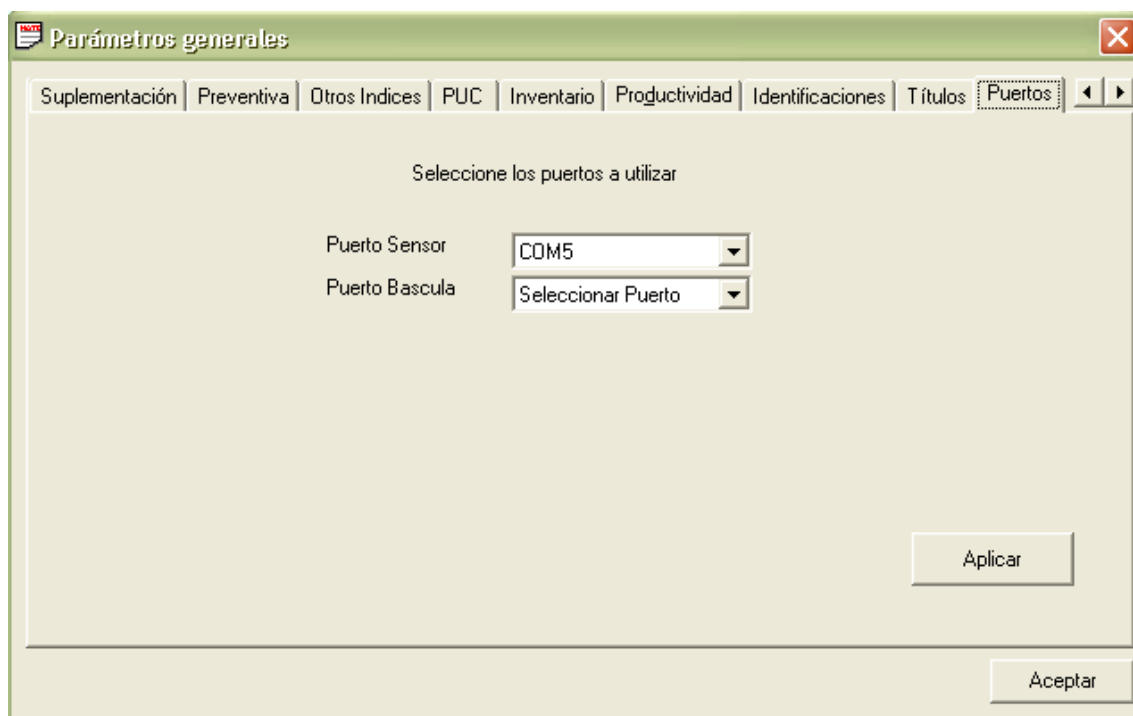 Parámetros generales
Suplementación Preventiva Otros Indices PUC Inventario Productividad Identificaciones Títulos Puertos
Seleccione los puertos a utilizar
Puerto Sensor COM5
Puerto Bascula Seleccionar Puerto
Aplicar
Aceptar